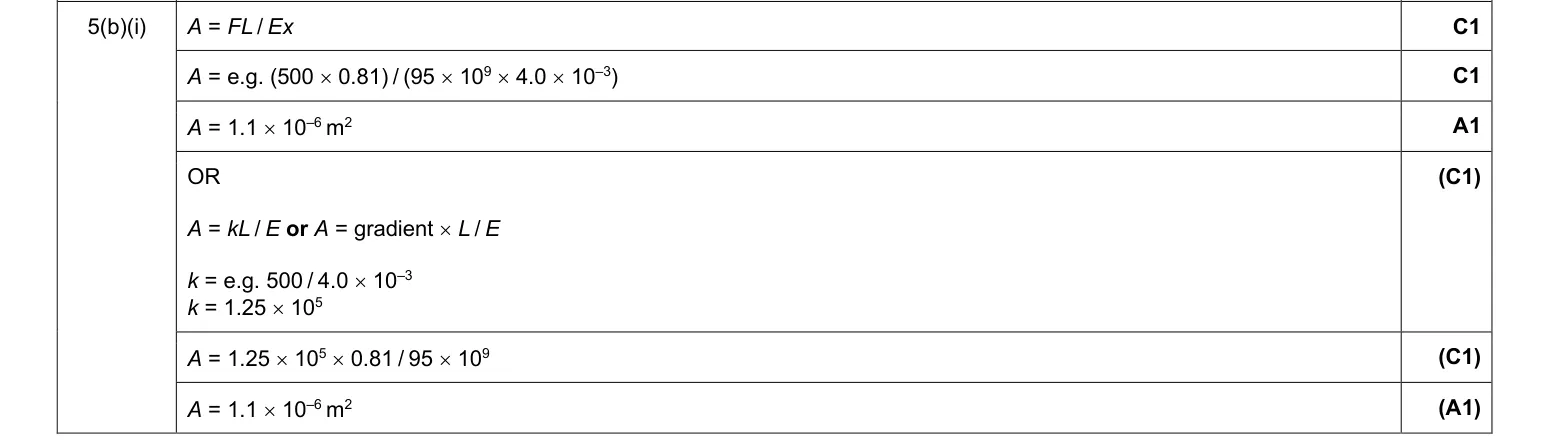 5(b)(i) A = FL / Ex C1
A = e.g. (500 × 0.81) / (95 × 10⁹ × 4.0 × 10⁻³) C1
A = 1.1 × 10⁻⁶ m² A1
OR (C1)
A = kL / E or A = gradient × L / E
k = e.g. 500 / 4.0 × 10⁻³
k = 1.25 × 10⁵
A = 1.25 × 10⁵ × 0.81 / 95 × 10⁹ (C1)
A = 1.1 × 10⁻⁶ m² (A1)